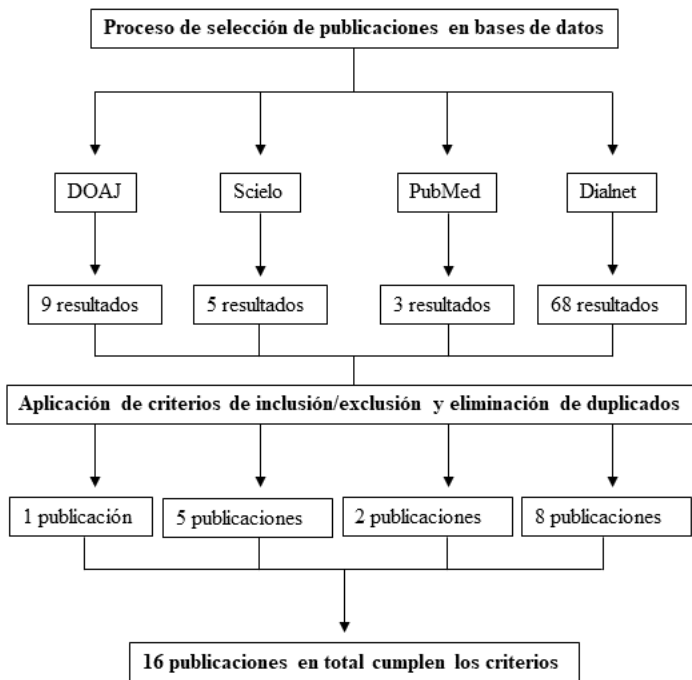 Proceso de selección de publicaciones en bases de datos
DOAJ
Scielo
PubMed
Dialnet
9 resultados
5 resultados
3 resultados
68 resultados
Aplicación de criterios de inclusión/exclusión y eliminación de duplicados
1 publicación
5 publicaciones
2 publicaciones
8 publicaciones
16 publicaciones en total cumplen los criterios